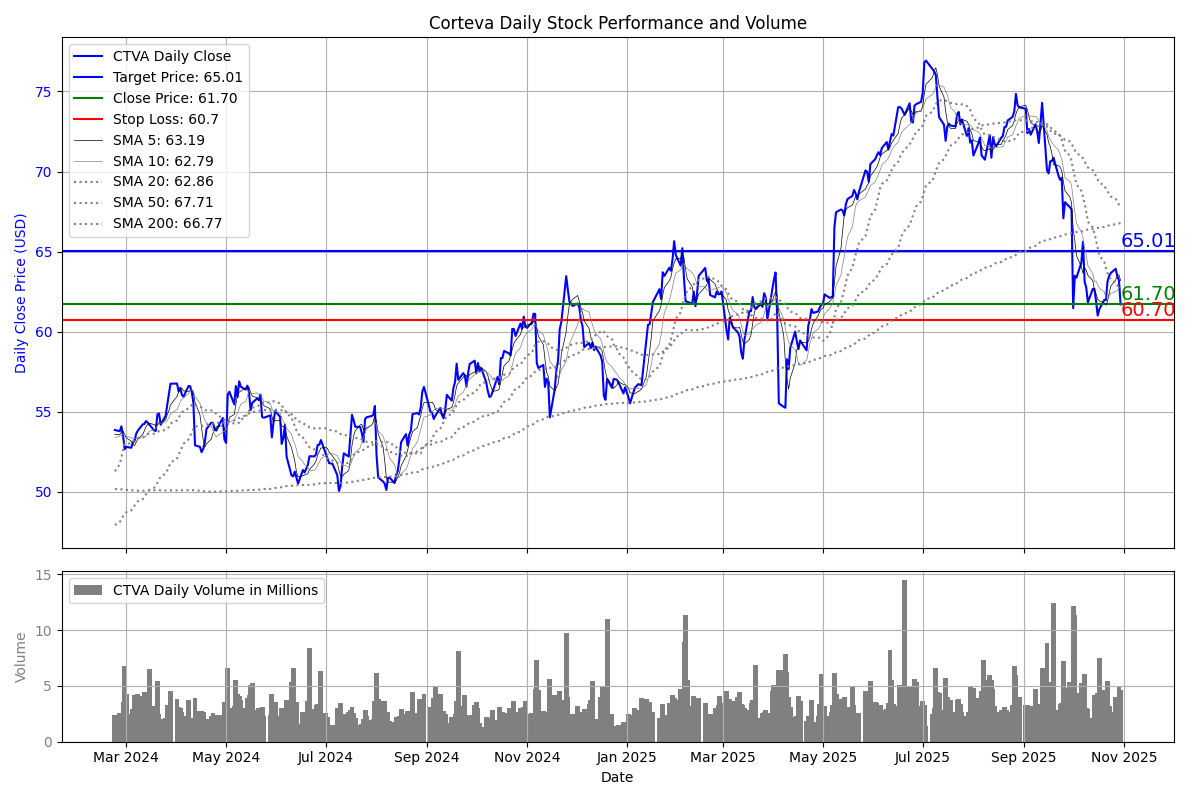 Corteva Daily Stock Performance and Volume
CTVA Daily Close
Target Price: 65.01
Close Price: 61.70
Stop Loss: 60.7
SMA 5: 63.19
SMA 10: 62.79
SMA 20: 62.86
SMA 50: 67.71
SMA 200: 66.77
Daily Close Price (USD)
75
70
65
60
55
50
65.01
61.70
60.70
CTVA Daily Volume in Millions
Volume
15
10
5
0
Mar 2024 May 2024 Jul 2024 Sep 2024 Nov 2024 Jan 2025 Mar 2025 May 2025 Jul 2025 Sep 2025 Nov 2025
Date